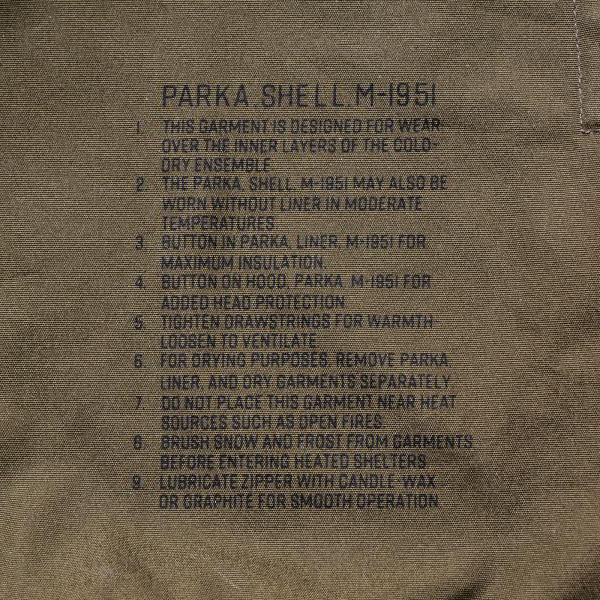 PARKA. SHELL. M-1951
1. THIS GARMENT IS DESIGNED FOR WEAR
OVER THE INNER LAYERS OF THE COLD-
DRY ENSEMBLE.
2. THE PARKA, SHELL, M-1951 MAY ALSO BE
WORN WITHOUT LINER IN MODERATE
TEMPERATURES
3. BUTTON IN PARKA, LINER, M-1951 FOR
MAXIMUM INSULATION.
4. BUTTON ON HOOD, PARKA, M-1951 FOR
ADDED HEAD PROTECTION
5. TIGHTEN DRAWSTRINGS FOR WARMTH-
LOOSEN TO VENTILATE
6. FOR DRYING PURPOSES, REMOVE PARKA
LINER, AND DRY GARMENTS SEPARATELY.
7. DO NOT PLACE THIS GARMENT NEAR HEAT
SOURCES SUCH AS OPEN FIRES.
8. BRUSH SNOW AND FROST FROM GARMENTS
BEFORE ENTERING HEATED SHELTERS
9. LUBRICATE ZIPPER WITH CANDLE-WAX
OR GRAPHITE FOR SMOOTH OPERATION.